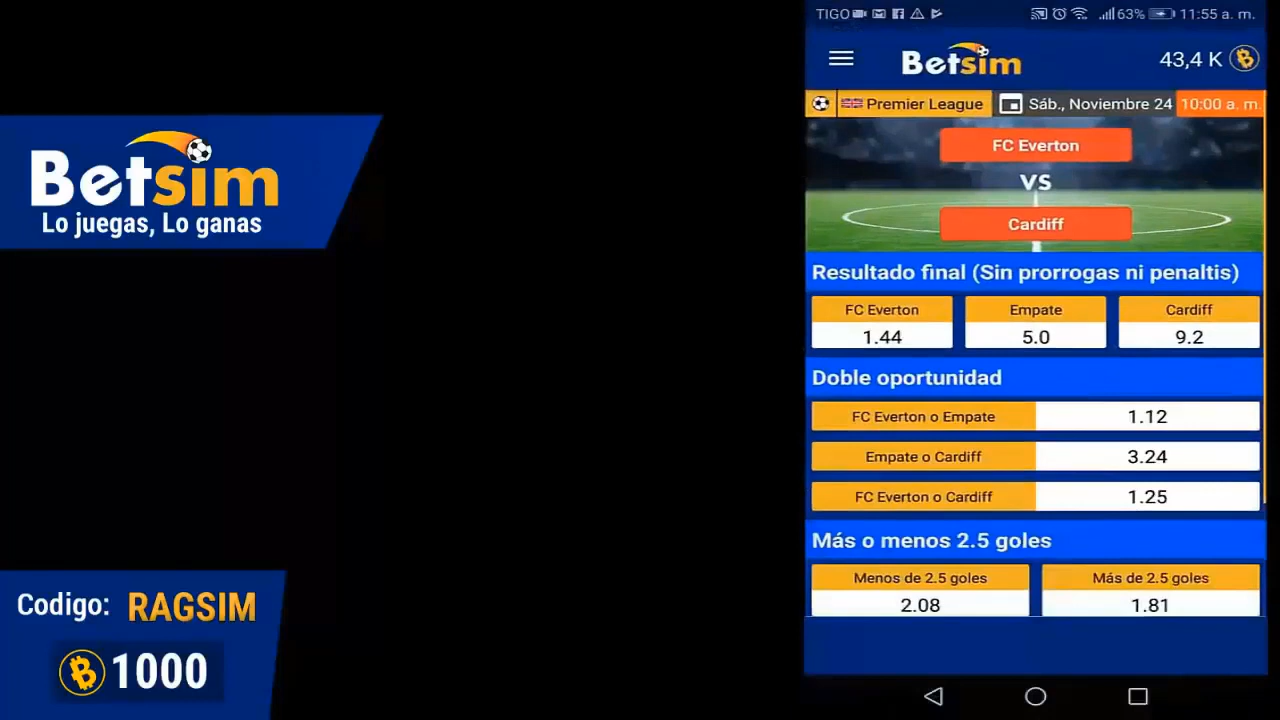 Betsim
Lo juegas, Lo ganas
Codigo: RAGSIM
1000
TIGO 63% 11:55 a. m.
Betsim 43,4 K
Premier League Sáb., Noviembre 24 10:00 a. m.
FC Everton
VS
Cardiff
Resultado final (Sin prorrogas ni penaltis)
FC Everton Empate Cardiff
1.44 5.0 9.2
Doble oportunidad
FC Everton o Empate 1.12
Empate o Cardiff 3.24
FC Everton o Cardiff 1.25
Más o menos 2.5 goles
Menos de 2.5 goles Más de 2.5 goles
2.08 1.81